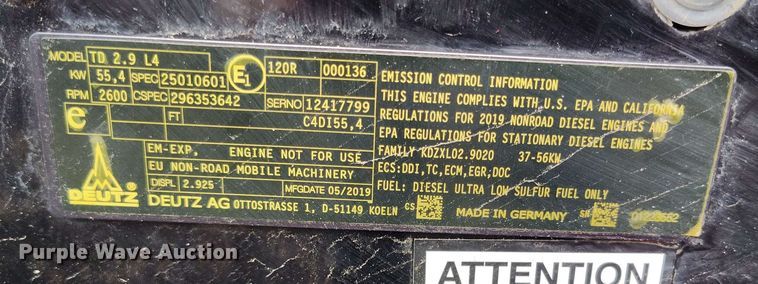 MODEL TD 2.9 L4
KW 55,4 SPEC 25010601 E1 120R 000136
RPM 2600 CSPEC 296353642 SERNO 12417799
e FT C4DI55,4
EM-EXP. ENGINE NOT FOR USE
EU NON-ROAD MOBILE MACHINERY
DISPL 2.925 MFGDATE 05/2019
DEUTZ DEUTZ AG OTTOSTRASSE 1, D-51149 KOELN
EMISSION CONTROL INFORMATION
THIS ENGINE COMPLIES WITH U.S. EPA AND CALIFORNIA
REGULATIONS FOR 2019 NONROAD DIESEL ENGINES AND
EPA REGULATIONS FOR STATIONARY DIESEL ENGINES
FAMILY KDZXL02.9020 37-56KW
ECS:DDI,TC,ECM,EGR,DOC
FUEL: DIESEL ULTRA LOW SULFUR FUEL ONLY
CS MADE IN GERMANY SN
Purple Wave Auction
ATTENTION